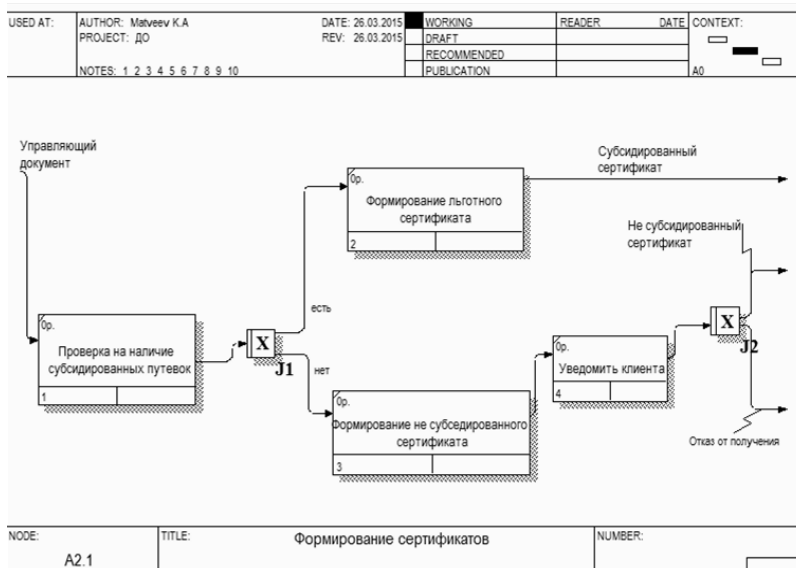 USED AT:
AUTHOR: Matveev K.A
DATE: 26.03.2015
WORKING
READER
DATE
CONTEXT:
PROJECT: ДО
REV: 26.03.2015
DRAFT
RECOMMENDED
NOTES: 1 2 3 4 5 6 7 8 9 10
PUBLICATION
A0
Управляющий
документ
Субсидированный
сертификат
0р.
Формирование льготного
сертификата
2
Не субсидированный
сертификат
есть
0р.
Проверка на наличие
субсидированных путевок
1
X
J1
нет
X
J2
0р.
Уведомить клиента
4
0р.
Формирование не субседированного
сертификата
3
Отказ от получения
NODE:
TITLE:
Формирование сертификатов
NUMBER:
A2.1